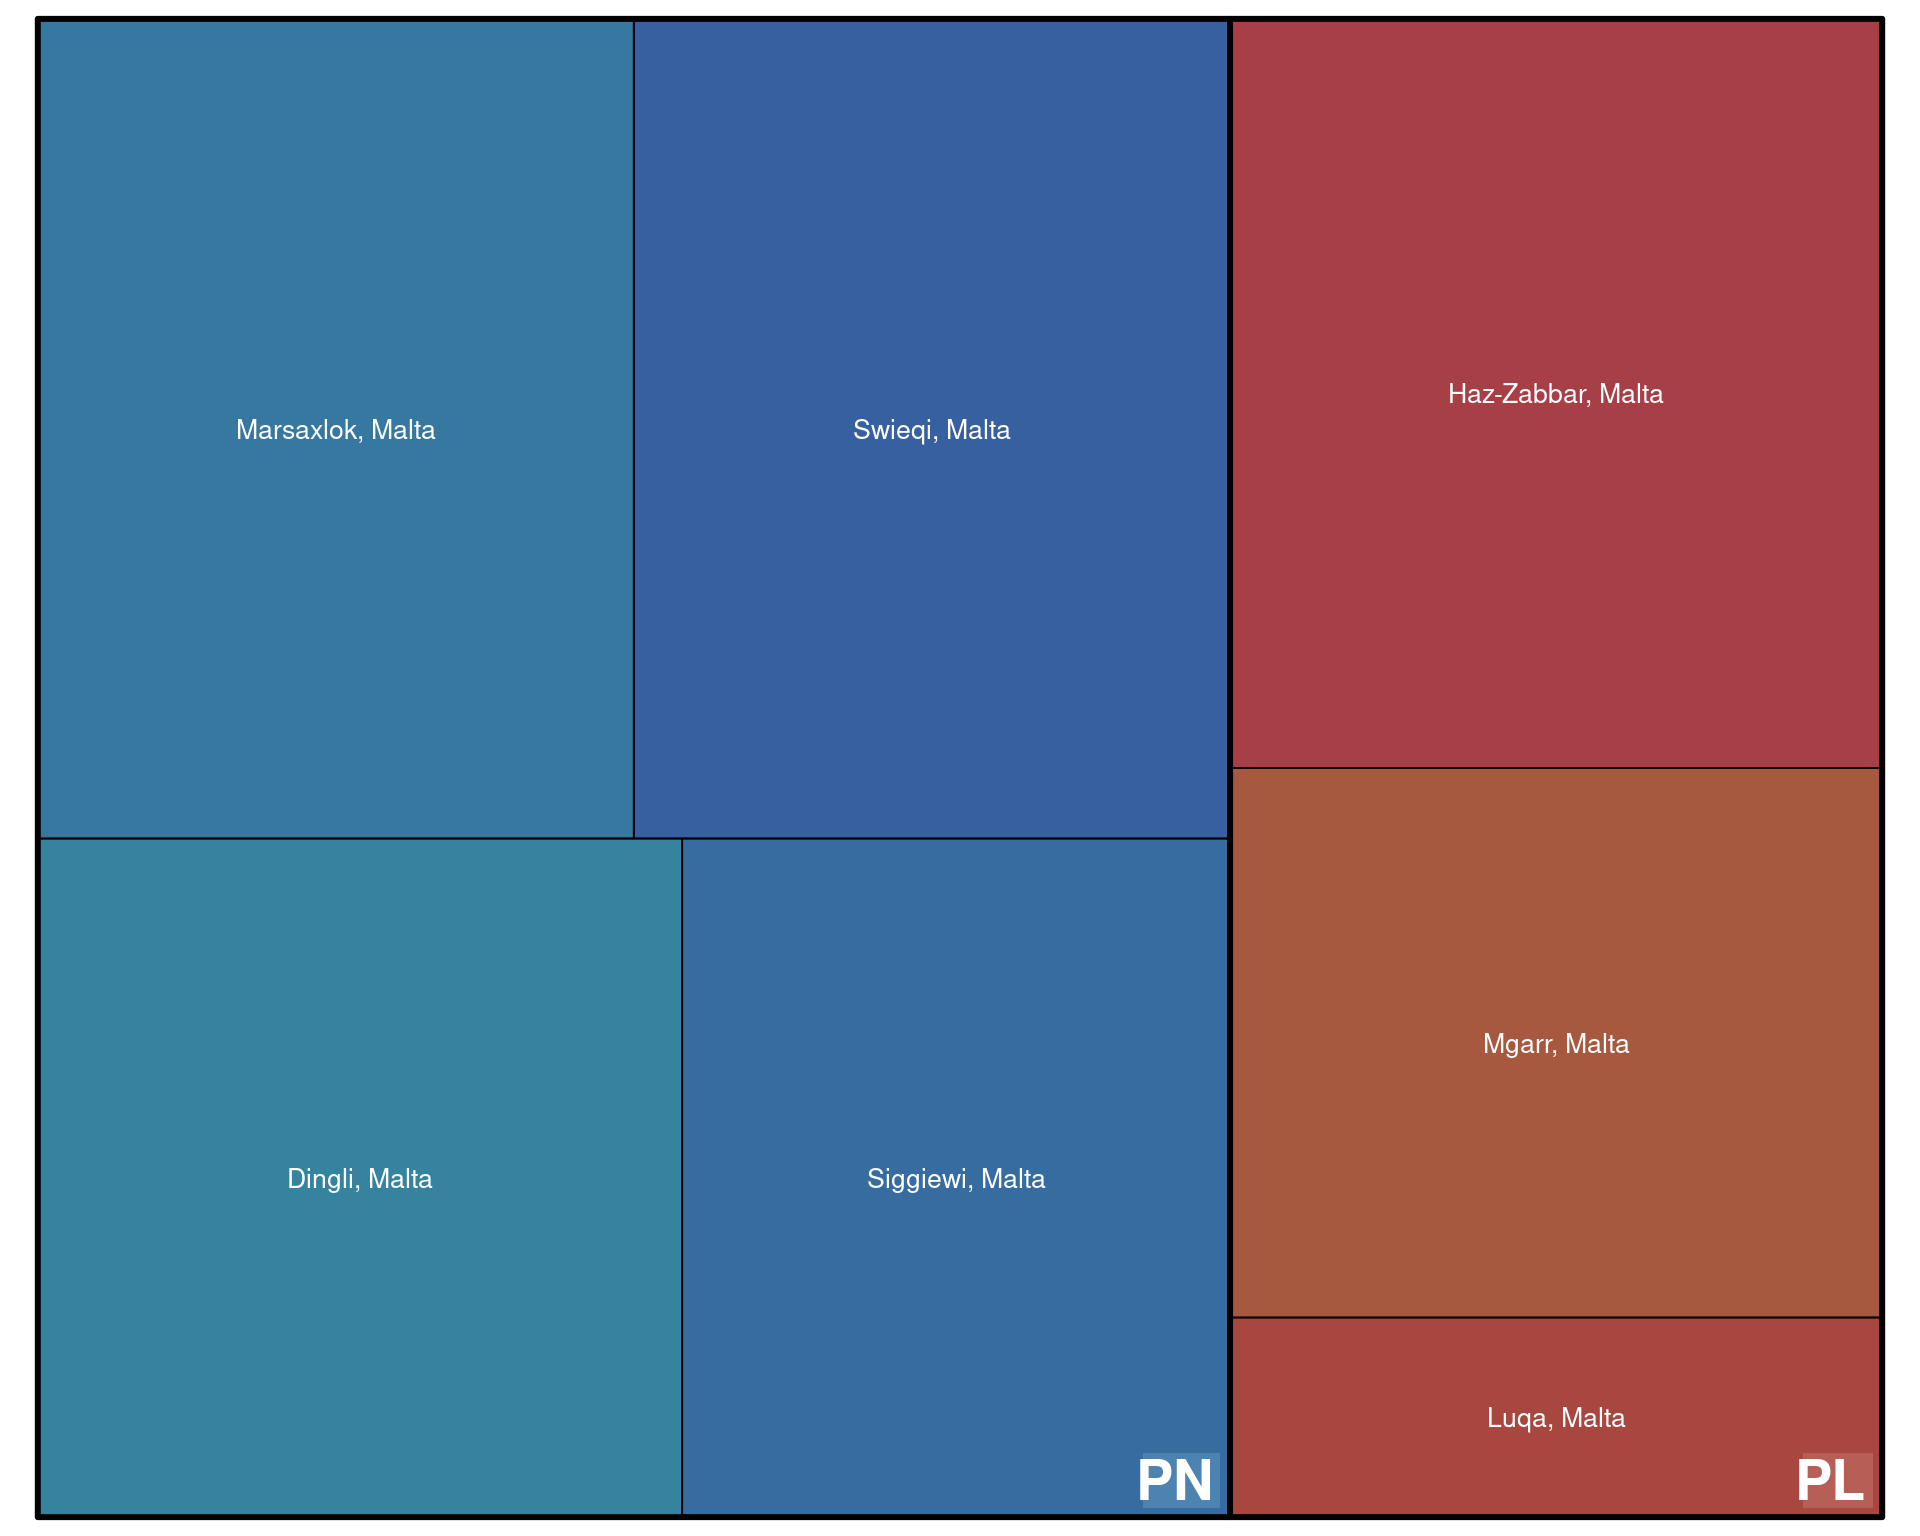 Marsaxlok, Malta
Swieqi, Malta
Haz-Zabbar, Malta
Dingli, Malta
Siggiewi, Malta
Mgarr, Malta
Luqa, Malta
PN
PL